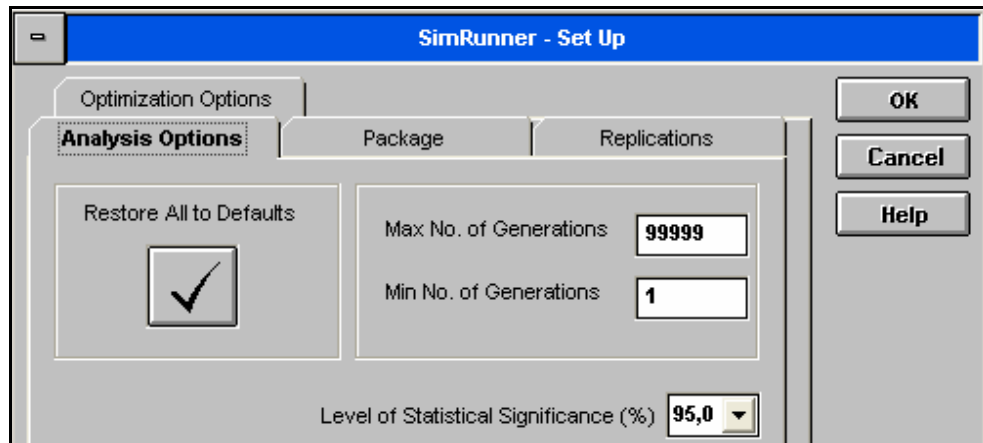 SimRunner - Set Up
Optimization Options
Analysis Options
Package
Replications
OK
Cancel
Help
Restore All to Defaults
Max No. of Generations 99999
Min No. of Generations 1
Level of Statistical Significance (%) 95,0